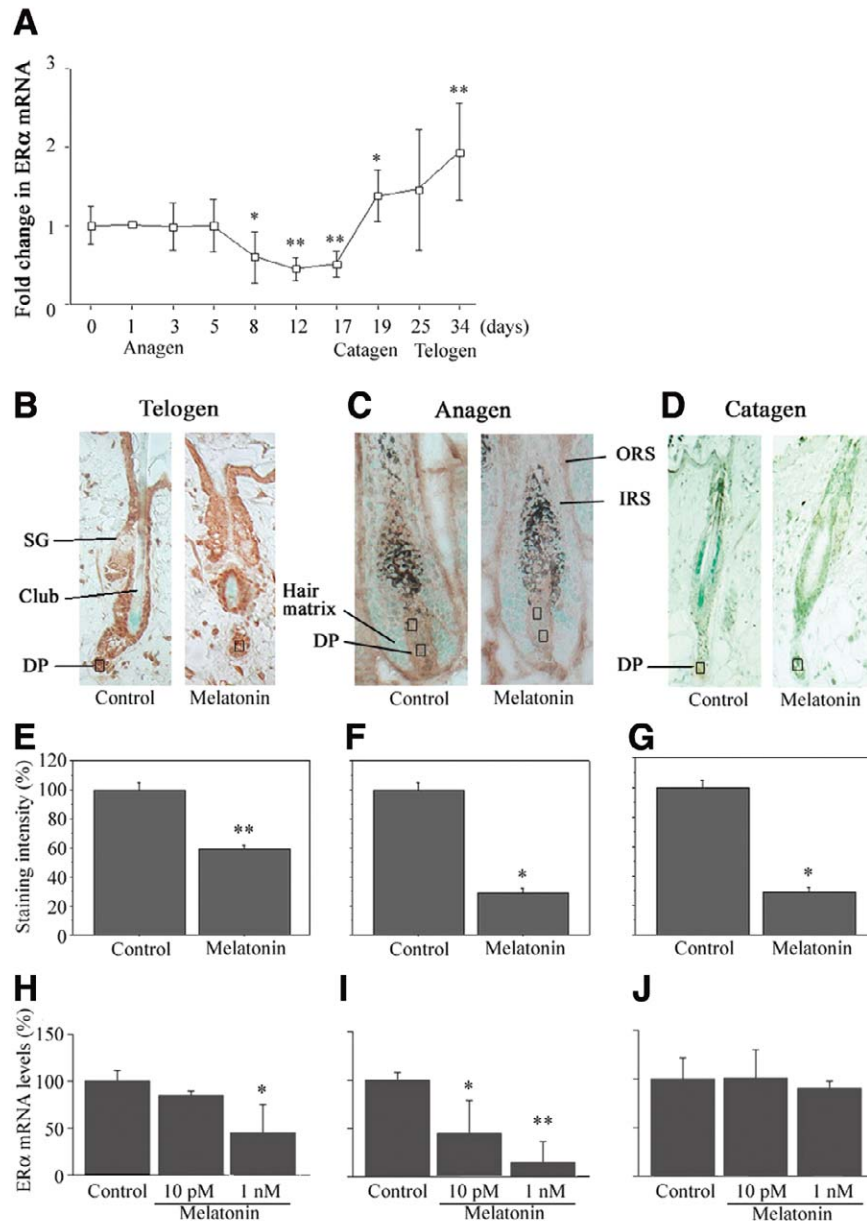 A
Fold change in ERα mRNA
3
2
1
0
* ** ** * **
0 1 3 5 8 12 17 19 25 34 (days)
Anagen Catagen Telogen
B Telogen
C Anagen
D Catagen
SG
Club
DP
Control Melatonin
ORS
IRS
Hair
matrix
DP
Control Melatonin
DP
Control Melatonin
E
Staining intensity (%)
120
100
80
60
40
20
0
**
Control Melatonin
F
*
Control Melatonin
G
*
Control Melatonin
H
ERα mRNA levels (%)
150
100
50
0
*
Control 10 pM 1 nM
Melatonin
I
* **
Control 10 pM 1 nM
Melatonin
J
Control 10 pM 1 nM
Melatonin